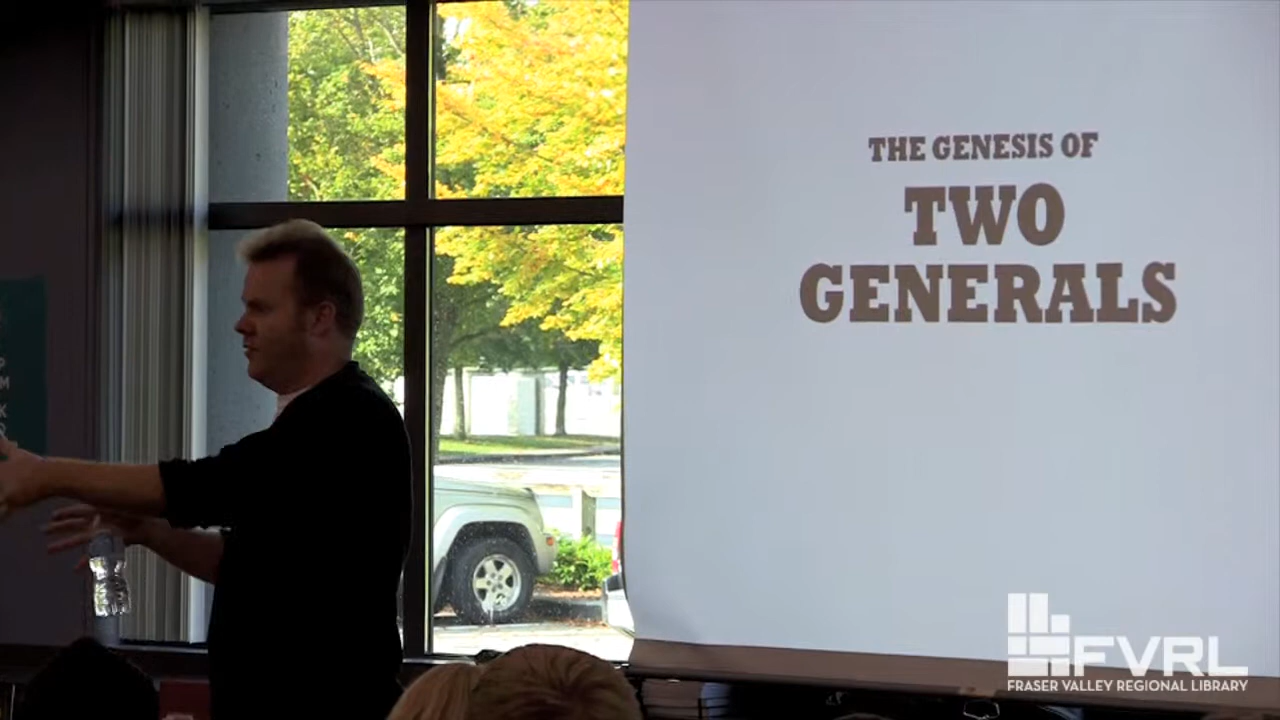 THE GENESIS OF
TWO
GENERALS
FVRL
FRASER VALLEY REGIONAL LIBRARY